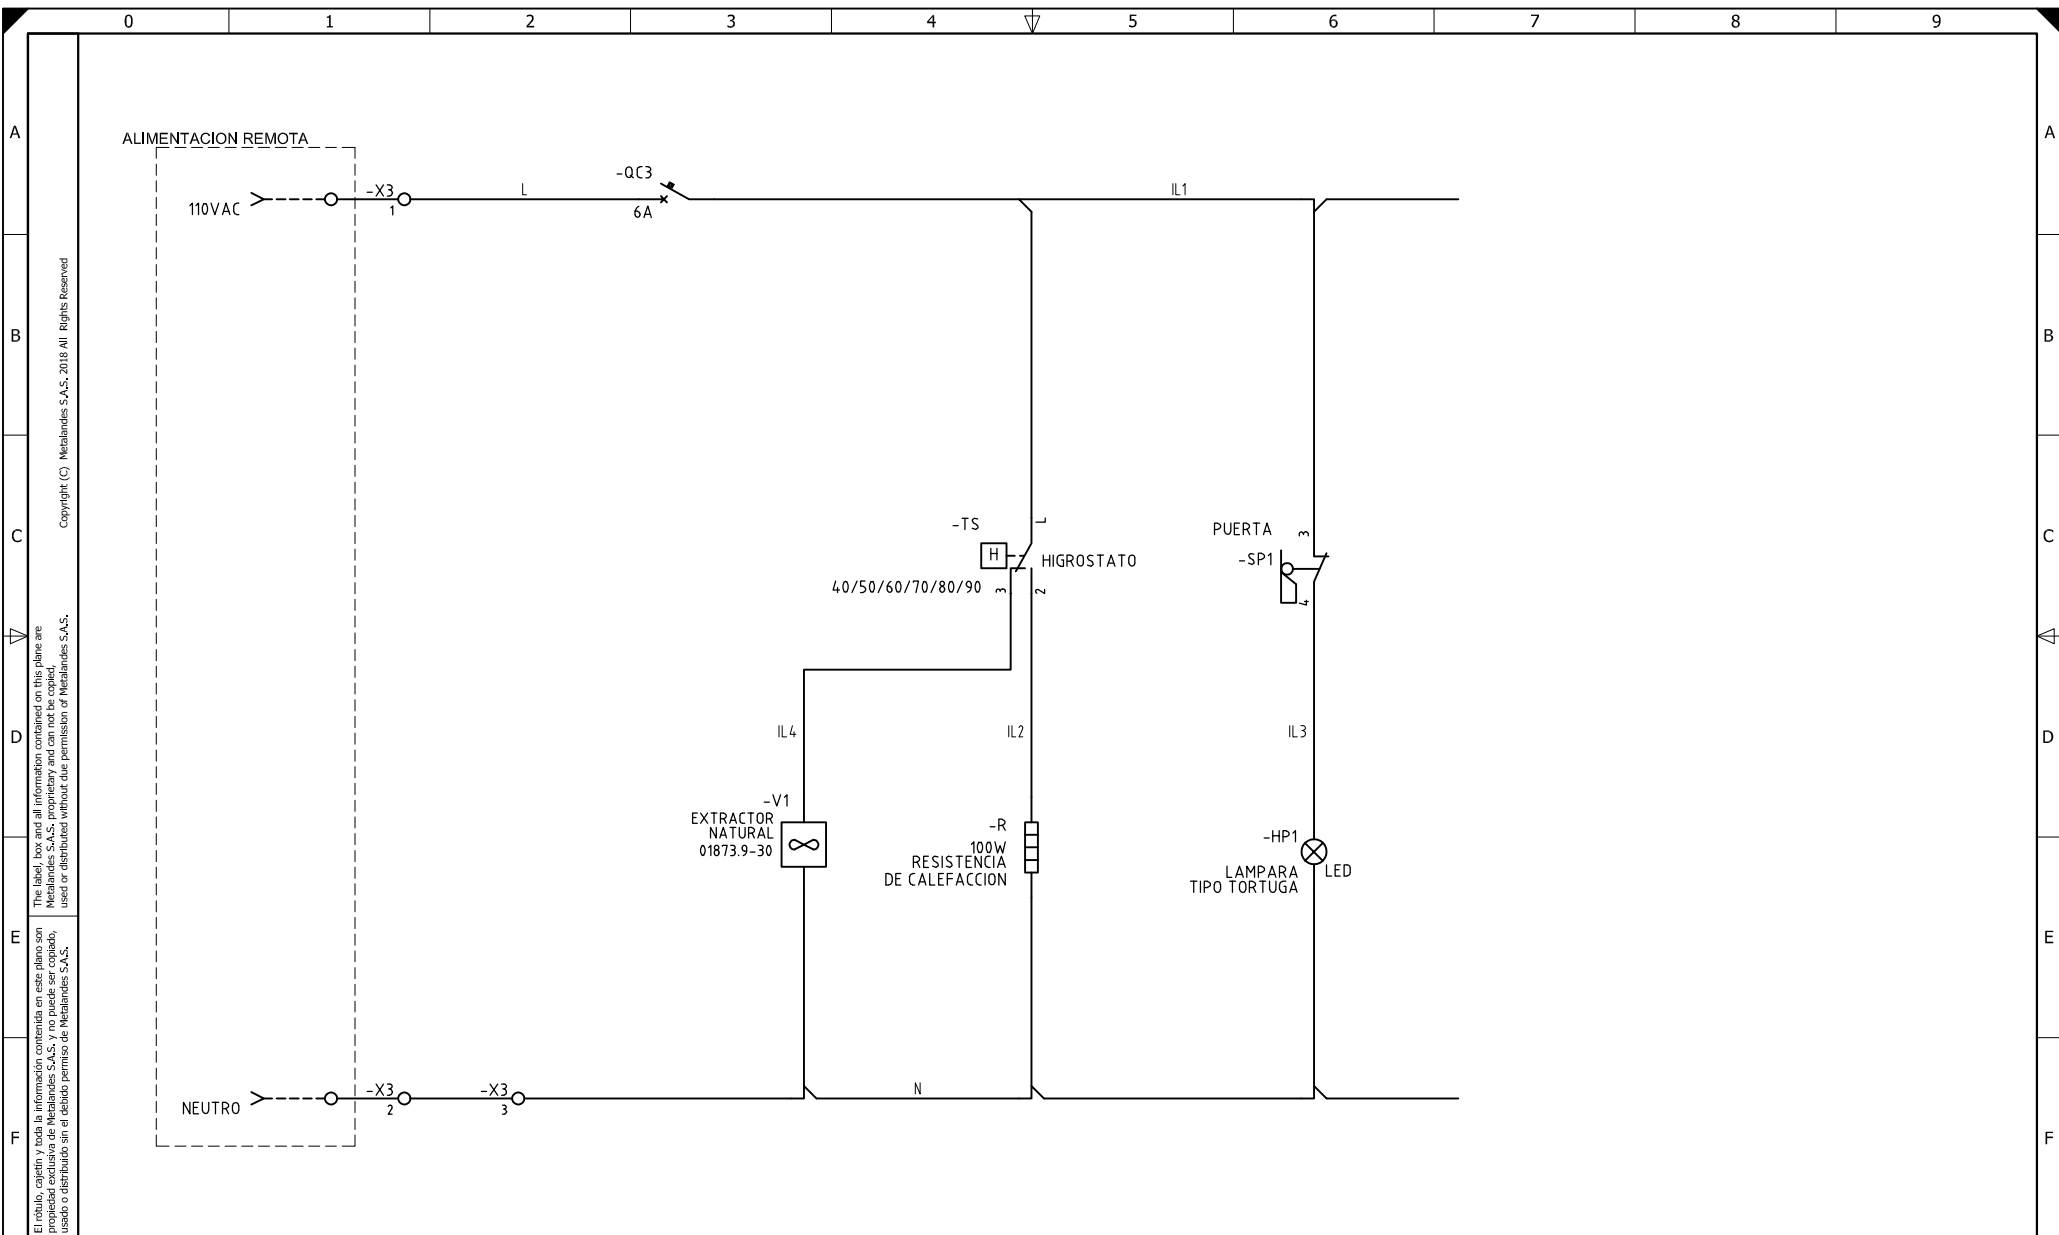 0 1 2 3 4 5 6 7 8 9
A
A
B
B
C
C
D
D
E
E
F
F
ALIMENTACION REMOTA
110VAC
-X3
1
L
-QC3
6A
IL1
-TS
L
H
HIGROSTATO
40/50/60/70/80/90
3
2
PUERTA
3
-SP1
4
IL4
IL2
IL3
-V1
EXTRACTOR
NATURAL
01873.9-30
-R
100W
RESISTENCIA
DE CALEFACCION
-HP1
LED
LAMPARA
TIPO TORTUGA
NEUTRO
-X3
2
-X3
3
N
Copyright (C) Metalandes S.A.S. 2018 All Rights Reserved
The label, box and all information contained on this plane are
Metalandes S.A.S. proprietary and can not be copied,
used or distributed without due permission of Metalandes S.A.S.
El rótulo, cajetín y toda la información contenida en este plano son
propiedad exclusiva de Metalandes S.A.S. y no puede ser copiado,
usado o distribuido sin el debido permiso de Metalandes S.A.S.